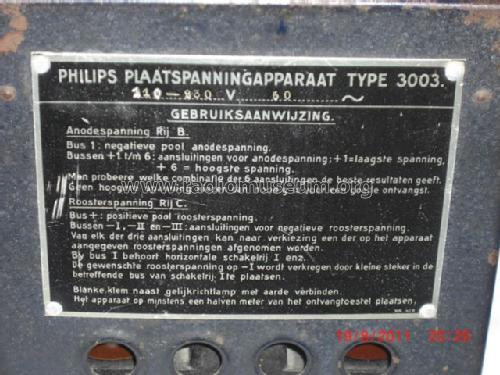 PHILIPS PLAATSPANNINGAPPARAAT TYPE 3003.
V 50 ~
GEBRUIKSAANWIJZING.
Anodespanning Rij B.
Bus 1: negatieve pool anodespanning.
Bussen +1 t/m 6: aansluitingen voor anodespanning; +1=laagste spanning,
+6 = hoogste spanning.
Men probeere welke combinatie der 6 aansluitingen de beste resultaten geeft.
Geen ontvangst.
Roosterspanning Rij C.
Bus +: positieve pool roosterspanning.
Bussen -I, -II en -III: aansluitingen voor negatieve roosterspanning.
Van elk der drie aansluitingen kan naar verkiezing een der op het apparaat
aangegeven roosterspanningen afgenomen worden.
Bij bus I behoort horizontale schakelrij I enz.
De gewenschte roosterspanning op -I wordt verkregen door kleine steker in de
betreffende bus van schakelrij I te plaatsen.
Blanke klem naast gelijkrichtlamp met aarde verbinden.
Het apparaat op minstens een halven meter van het ontvangtoestel plaatsen.
www.radiomuseum.org